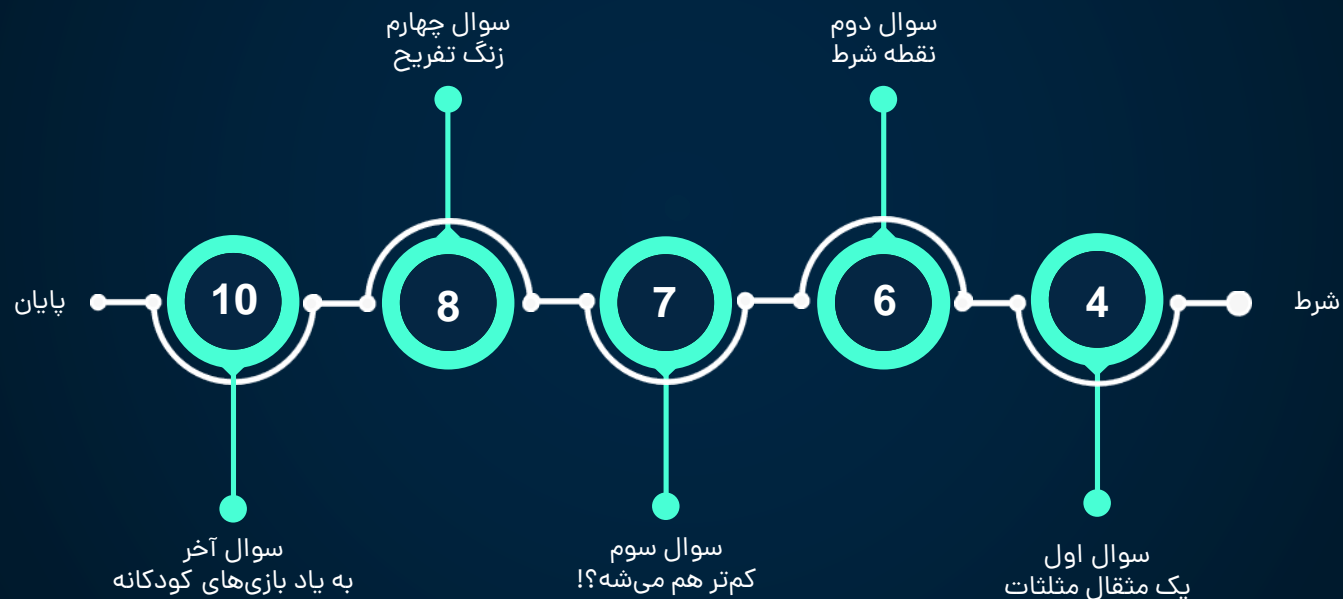 شرط
4
سوال اول
یک مثقال مثلثات
سوال دوم
نقطه شرط
6
7
سوال سوم
کم‌تر هم می‌شه؟!
سوال چهارم
زنگ تفریح
8
10
سوال آخر
به یاد بازی‌های کودکانه
پایان